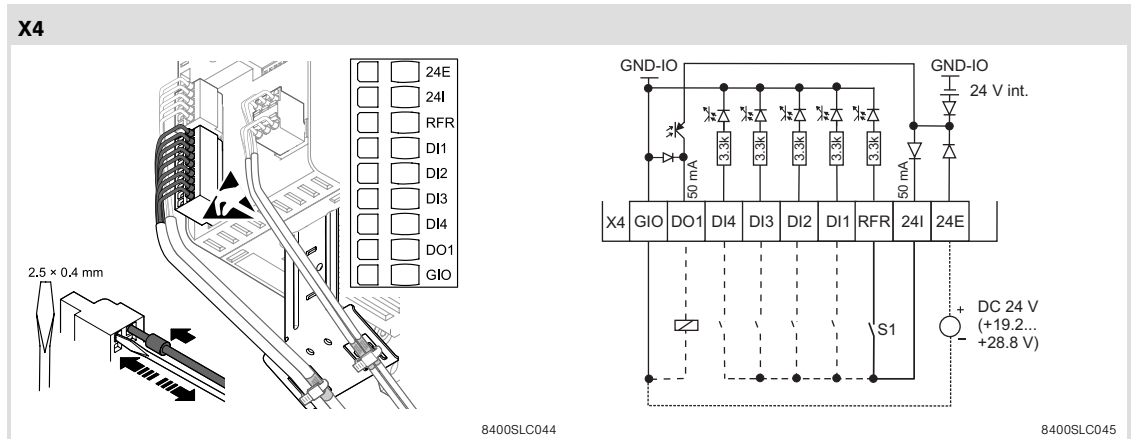 X4
24E
24I
RFR
DI1
DI2
DI3
DI4
DO1
GIO
2.5 × 0.4 mm
8400SLC044
GND-IO
GND-IO
24 V int.
3.3k
3.3k
3.3k
3.3k
3.3k
50 mA
50 mA
X4 GIO DO1 DI4 DI3 DI2 DI1 RFR 24I 24E
S1
+ DC 24 V
(+19.2...
– +28.8 V)
8400SLC045